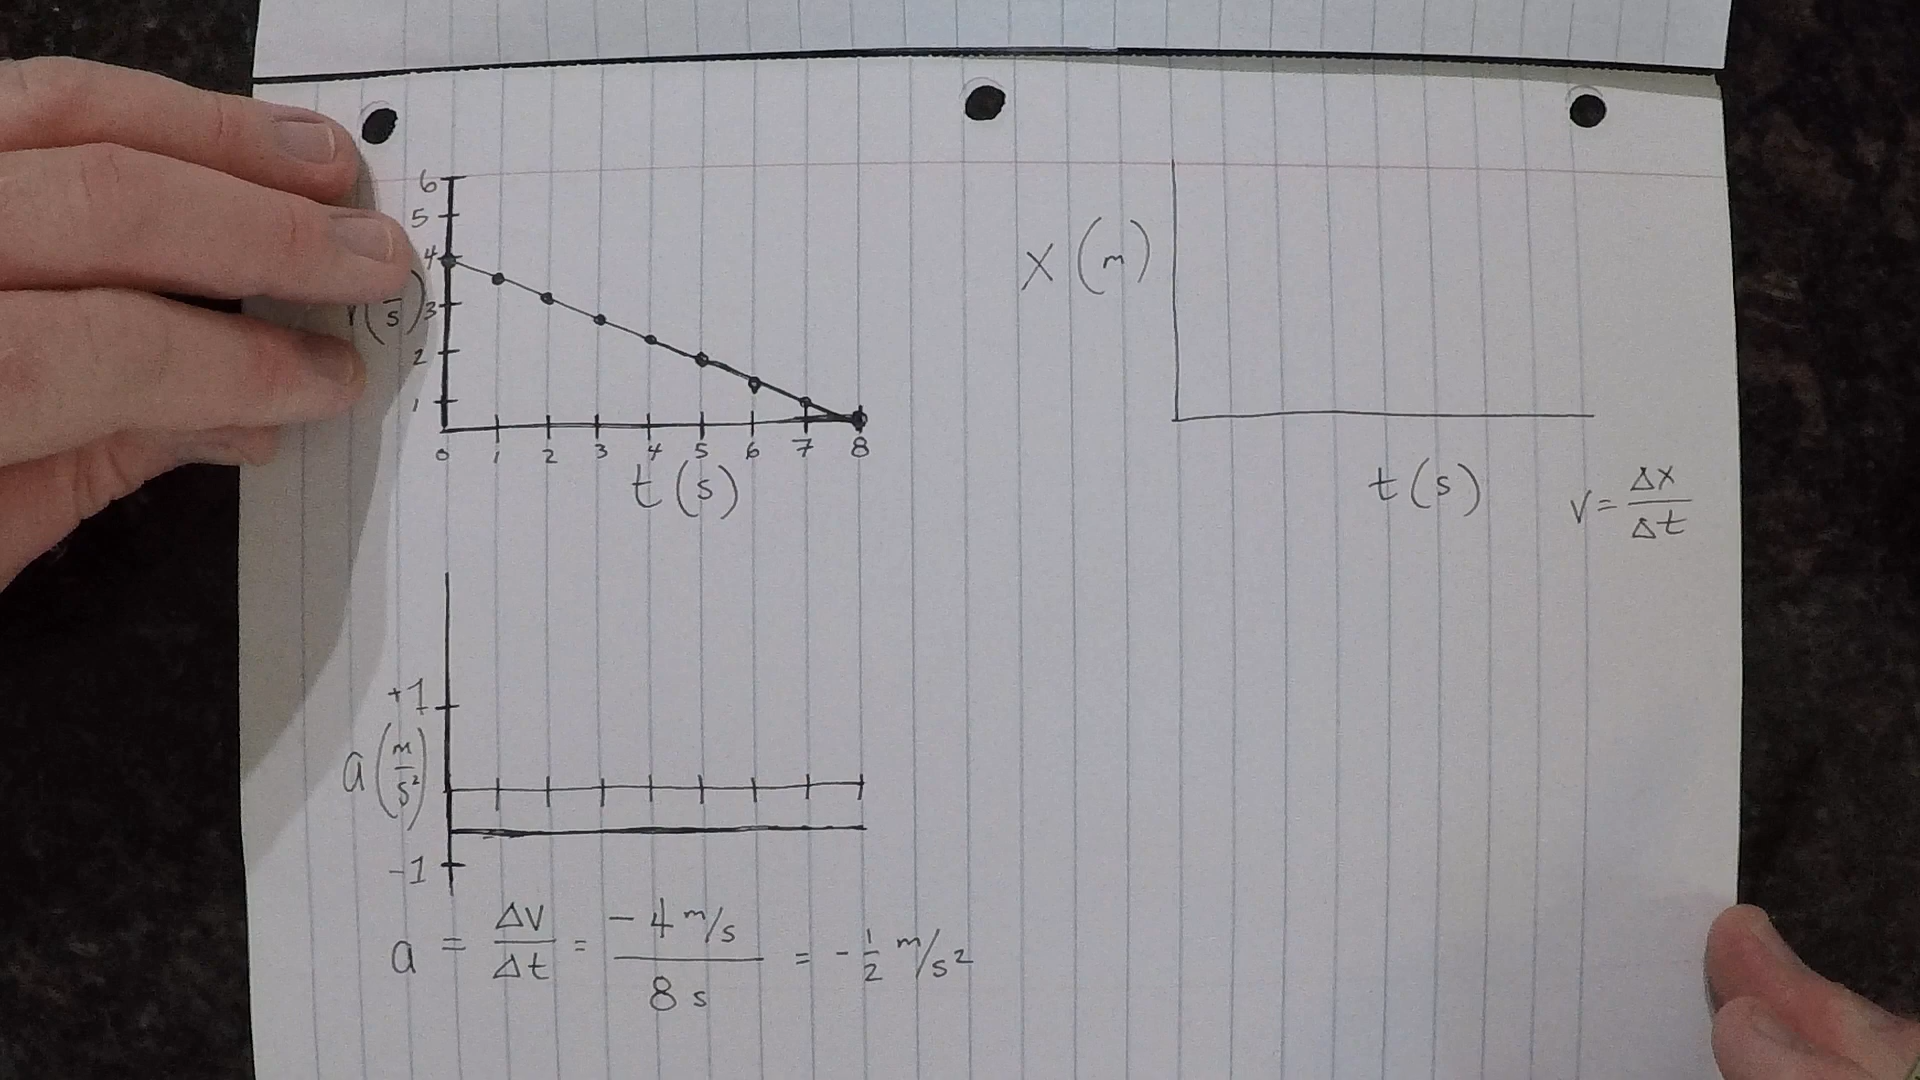 6
5
4
3
2
1
(—/s)
0 1 2 3 4 5 6 7 8
t (s)
x (m)
t (s)
v = Δx/Δt
+1
a (m/s²)
-1
a = Δv/Δt = -4 m/s / 8 s = -1/2 m/s²